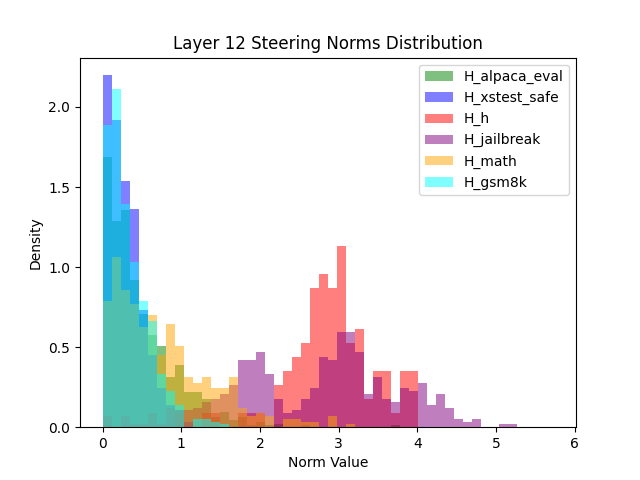 Layer 12 Steering Norms Distribution
H_alpaca_eval
H_xstest_safe
H_h
H_jailbreak
H_math
H_gsm8k
Density
2.0
1.5
1.0
0.5
0.0
0
1
2
3
4
5
6
Norm Value